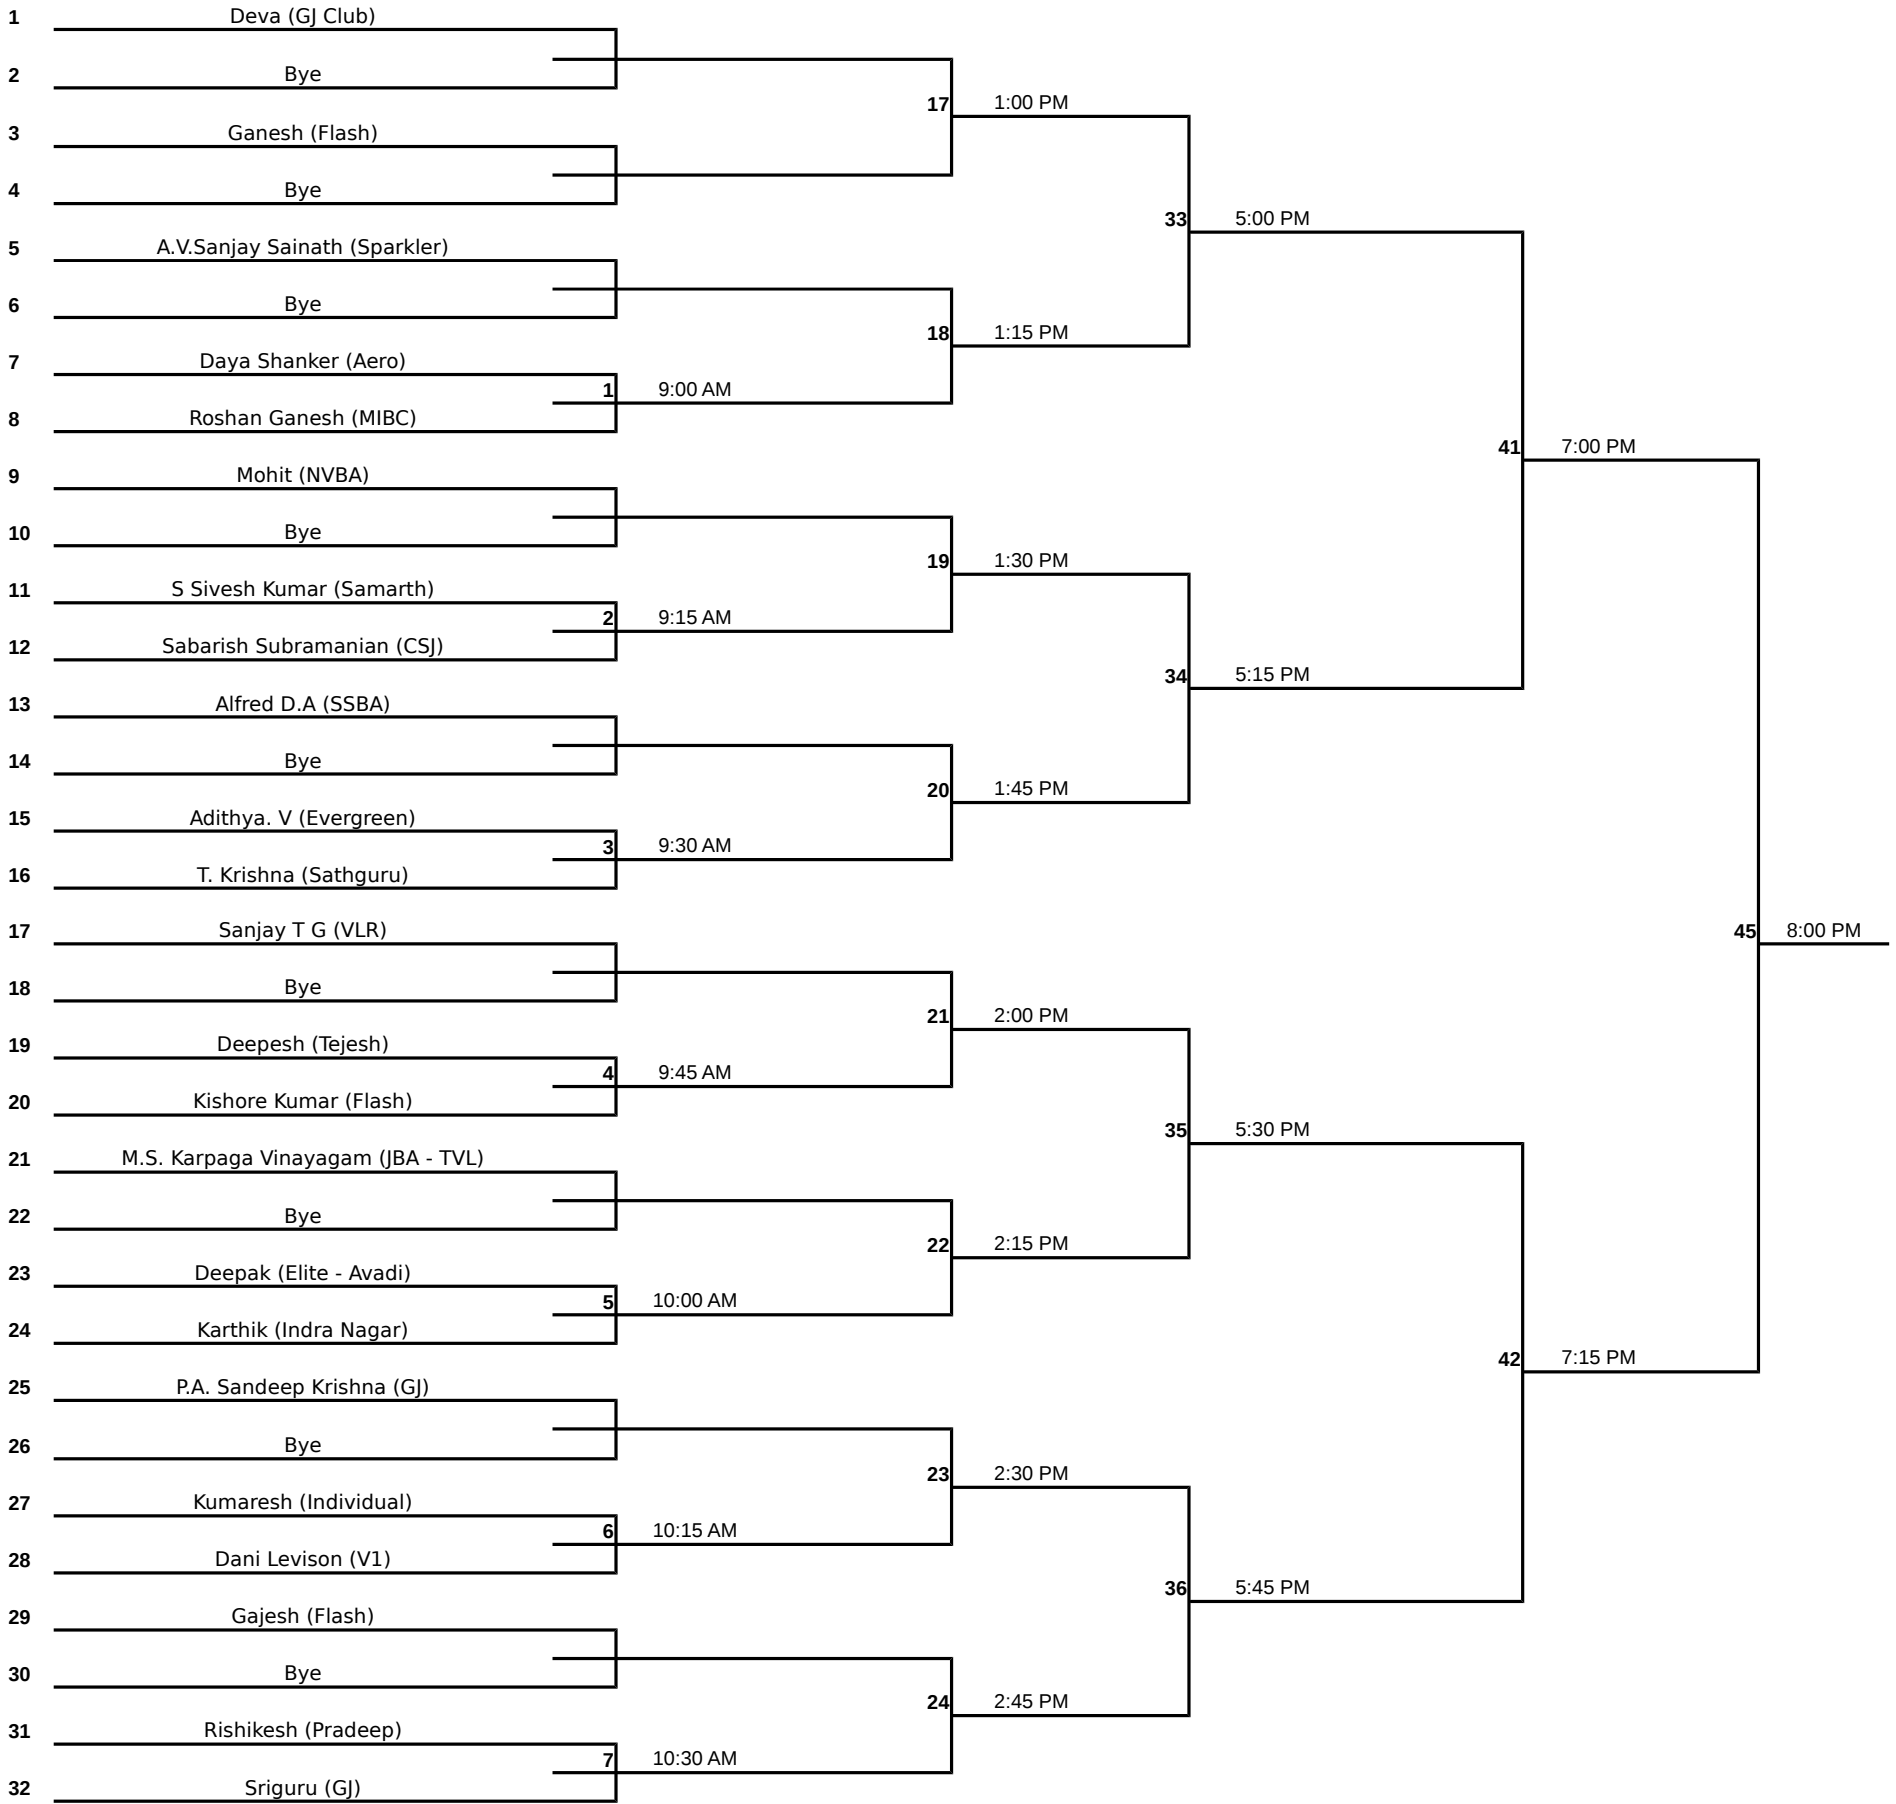 1 Deva (GJ Club)
2 Bye
17 1:00 PM
3 Ganesh (Flash)
4 Bye
33 5:00 PM
5 A.V.Sanjay Sainath (Sparkler)
6 Bye
18 1:15 PM
7 Daya Shanker (Aero)
1 9:00 AM
8 Roshan Ganesh (MIBC)
41 7:00 PM
9 Mohit (NVBA)
10 Bye
19 1:30 PM
11 S Sivesh Kumar (Samarth)
2 9:15 AM
12 Sabarish Subramanian (CSJ)
34 5:15 PM
13 Alfred D.A (SSBA)
14 Bye
20 1:45 PM
15 Adithya. V (Evergreen)
3 9:30 AM
16 T. Krishna (Sathguru)
17 Sanjay T G (VLR)
45 8:00 PM
18 Bye
21 2:00 PM
19 Deepesh (Tejesh)
4 9:45 AM
20 Kishore Kumar (Flash)
35 5:30 PM
21 M.S. Karpaga Vinayagam (JBA - TVL)
22 Bye
22 2:15 PM
23 Deepak (Elite - Avadi)
5 10:00 AM
24 Karthik (Indra Nagar)
42 7:15 PM
25 P.A. Sandeep Krishna (GJ)
26 Bye
23 2:30 PM
27 Kumaresh (Individual)
6 10:15 AM
28 Dani Levison (V1)
36 5:45 PM
29 Gajesh (Flash)
30 Bye
24 2:45 PM
31 Rishikesh (Pradeep)
7 10:30 AM
32 Sriguru (GJ)